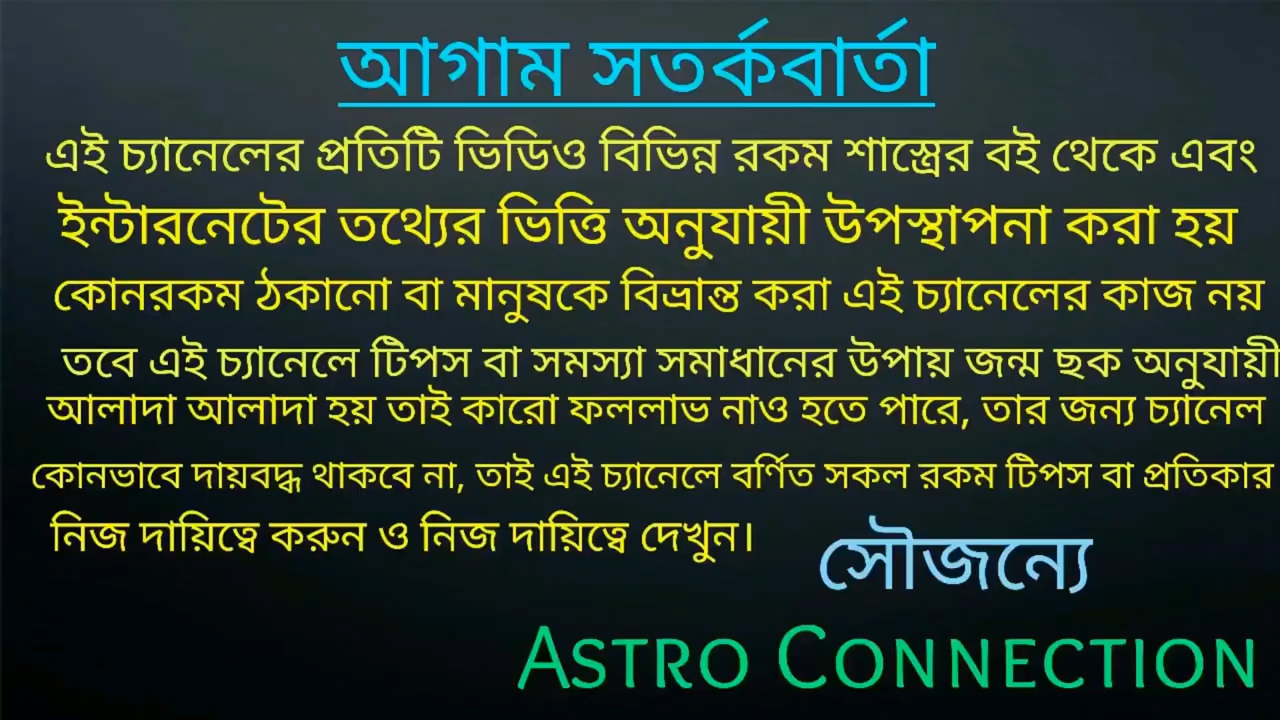 আগাম সতর্কবার্তা
এই চ্যানেলের প্রতিটি ভিডিও বিভিন্ন রকম শাস্ত্রের বই থেকে এবং
ইন্টারনেটের তথ্যের ভিত্তি অনুযায়ী উপস্থাপনা করা হয়
কোনরকম ঠকানো বা মানুষকে বিভ্রান্ত করা এই চ্যানেলের কাজ নয়
তবে এই চ্যানেলে টিপস বা সমস্যা সমাধানের উপায় জন্ম ছক অনুযায়ী
আলাদা আলাদা হয় তাই কারো ফললাভ নাও হতে পারে, তার জন্য চ্যানেল
কোনভাবে দায়বদ্ধ থাকবে না, তাই এই চ্যানেলে বর্ণিত সকল রকম টিপস বা প্রতিকার
নিজ দায়িত্বে করুন ও নিজ দায়িত্বে দেখুন।
সৌজন্যে
ASTRO CONNECTION